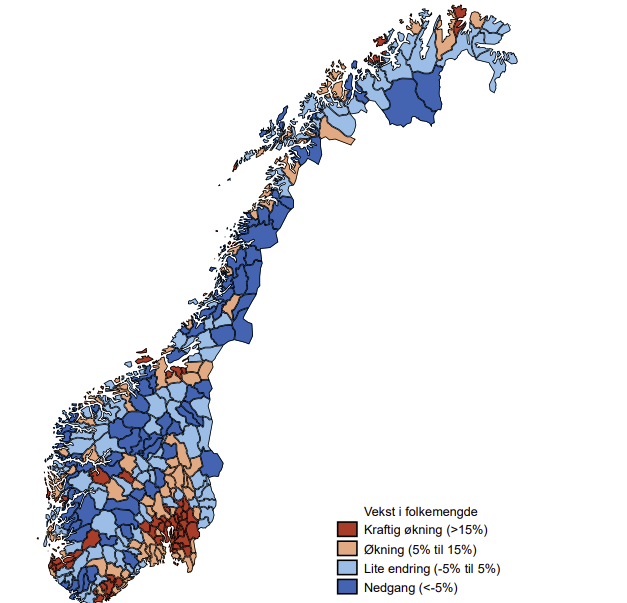 Vekst i folkemengde
Kraftig økning (>15%)
Økning (5% til 15%)
Lite endring (-5% til 5%)
Nedgang (<-5%)